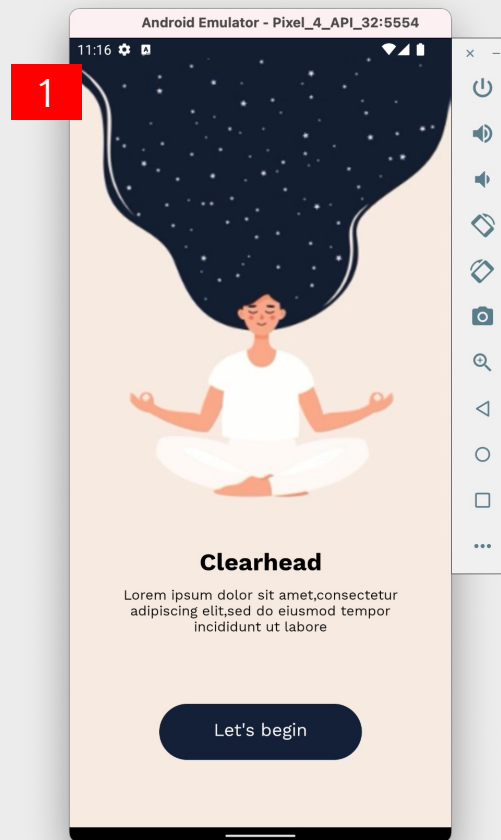 Android Emulator - Pixel_4_API_32:5554
11:16
1
Clearhead
Lorem ipsum dolor sit amet,consectetur
adipiscing elit,sed do eiusmod tempor
incididunt ut labore
Let's begin